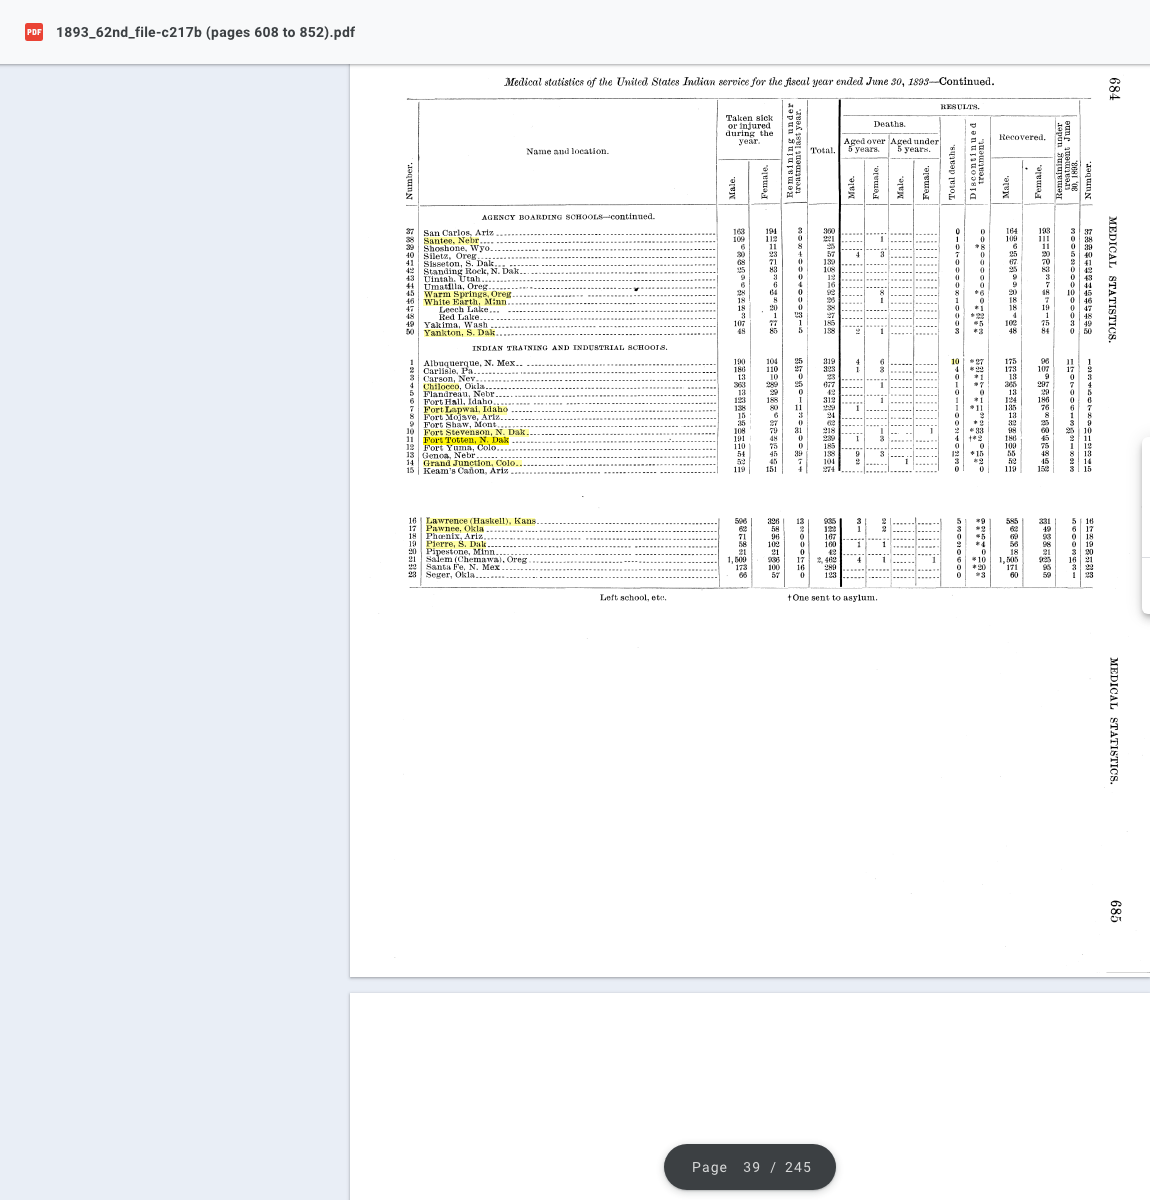 PDF 1893_62nd_file-c217b (pages 608 to 852).pdf
Medical statistics of the United States Indian service for the fiscal year ended June 30, 1893—Continued.
684
Number.
Name and location.
Taken sick or injured during the year.
Male.
Female.
Remaining under treatment last year.
Total.
RESULTS.
Deaths.
Aged over 5 years.
Male.
Female.
Aged under 5 years.
Male.
Female.
Total deaths.
Discontinued treatment.
Recovered.
Male.
Female.
Remaining under treatment June 30, 1893.
Number.
AGENCY BOARDING SCHOOLS—continued.
37 San Carlos, Ariz 163 194 3 360 0 0 164 193 3 37
38 Santee, Nebr 109 112 0 221 1 1 0 109 111 0 38
39 Shoshone, Wyo 6 11 8 25 0 *8 6 11 0 39
40 Siletz, Oreg 30 23 4 57 4 3 7 0 25 20 5 40
41 Sisseton, S. Dak 68 71 0 139 0 0 67 70 2 41
42 Standing Rock, N. Dak 25 83 0 108 0 0 25 83 0 42
43 Uintah, Utah 9 3 0 12 0 0 9 3 0 43
44 Umatilla, Oreg 6 6 4 16 0 0 9 7 0 44
45 Warm Springs, Oreg 28 64 0 92 8 8 *6 20 48 10 45
46 White Earth, Minn 18 8 0 26 1 1 0 18 7 0 46
47 Leech Lake 18 20 0 38 0 *1 18 19 0 47
48 Red Lake 3 1 23 27 0 *22 4 1 0 48
49 Yakima, Wash 107 77 1 185 0 *5 102 75 3 49
50 Yankton, S. Dak 48 85 5 138 2 1 3 *3 48 84 0 50
INDIAN TRAINING AND INDUSTRIAL SCHOOLS.
1 Albuquerque, N. Mex 190 104 25 319 4 6 10 *27 175 96 11 1
2 Carlisle, Pa 186 110 27 323 1 3 4 *22 173 107 17 2
3 Carson, Nev 13 10 0 23 0 *1 13 9 0 3
4 Chilocco, Okla 363 289 25 677 1 1 *7 365 297 7 4
5 Flandreau, Nebr 13 29 0 42 0 0 13 29 0 5
6 Fort Hall, Idaho 123 188 1 312 1 1 *1 124 186 0 6
7 Fort Lapwai, Idaho 138 80 11 229 1 1 *11 135 76 6 7
8 Fort Mojave, Ariz 15 6 3 24 0 2 13 8 1 8
9 Fort Shaw, Mont 35 27 0 62 0 *2 32 25 3 9
10 Fort Stevenson, N. Dak 108 79 31 218 1 1 2 *33 98 60 25 10
11 Fort Totten, N. Dak 191 48 0 239 1 3 4 †*2 186 45 2 11
12 Fort Yuma, Colo 110 75 0 185 0 0 109 75 1 12
13 Genoa, Nebr 54 45 39 138 9 3 12 *15 55 48 8 13
14 Grand Junction, Colo 52 45 7 104 2 1 3 *2 52 45 2 14
15 Keam's Cañon, Ariz 119 151 4 274 0 0 119 152 3 15
16 Lawrence (Haskell), Kans 596 326 13 935 3 2 5 *9 585 331 5 16
17 Pawnee, Okla 62 58 2 122 1 2 3 *2 62 49 6 17
18 Phœnix, Ariz 71 96 0 167 0 *5 69 93 0 18
19 Pierre, S. Dak 58 102 0 160 1 1 2 *4 56 98 0 19
20 Pipestone, Minn 21 21 0 42 0 0 18 21 3 20
21 Salem (Chemawa), Oreg 1,509 936 17 2,462 4 1 1 6 *10 1,505 925 16 21
22 Santa Fe, N. Mex 173 100 16 289 0 *20 171 95 3 22
23 Seger, Okla 66 57 0 123 0 *3 60 59 1 23
Left school, etc. †One sent to asylum.
MEDICAL STATISTICS.
MEDICAL STATISTICS.
685
Page 39 / 245